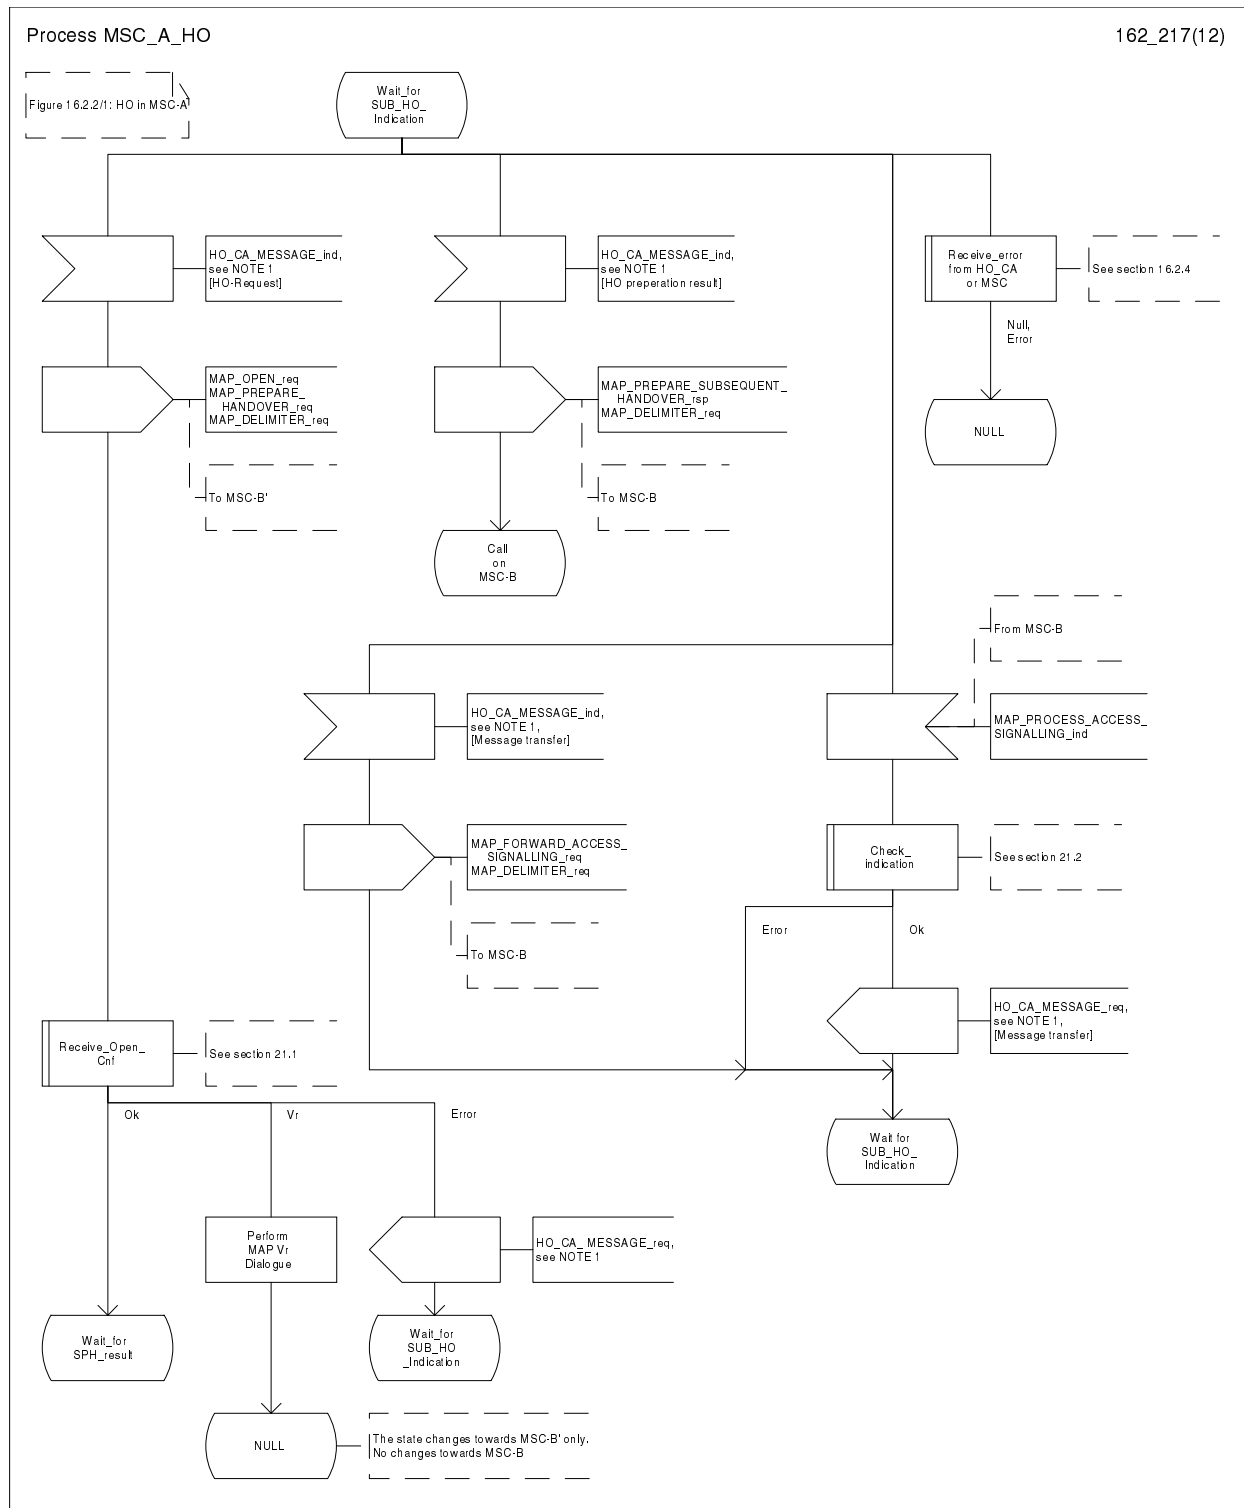 Process MSC_A_HO
162_217(12)
Figure 16.2.2/1: HO in MSC-A
Wait_for
SUB_HO_
Indication
HO_CA_MESSAGE_ind,
see NOTE 1
[HO-Request]
HO_CA_MESSAGE_ind,
see NOTE 1
[HO preperation result]
Receive_error
from HO_CA
or MSC
See section 16.2.4
Null,
Error
MAP_OPEN_req
MAP_PREPARE_
HANDOVER_req
MAP_DELIMITER_req
MAP_PREPARE_SUBSEQUENT_
HANDOVER_rsp
MAP_DELIMITER_req
NULL
To MSC-B'
To MSC-B
Call
on
MSC-B
From MSC-B
HO_CA_MESSAGE_ind,
see NOTE 1,
[Message transfer]
MAP_PROCESS_ACCESS_
SIGNALLING_ind
MAP_FORWARD_ACCESS_
SIGNALLING_req
MAP_DELIMITER_req
Check_
indication
See section 21.2
Error
Ok
To MSC-B
HO_CA_MESSAGE_req,
see NOTE 1,
[Message transfer]
Receive_Open_
Cnf
See section 21.1
Ok
Vr
Error
Wait for
SUB_HO_
Indication
Perform
MAP Vr
Dialogue
HO_CA_ MESSAGE_req,
see NOTE 1
Wait_for
SPH_result
Wait_for
SUB_HO
_Indication
NULL
The state changes towards MSC-B' only.
No changes towards MSC-B